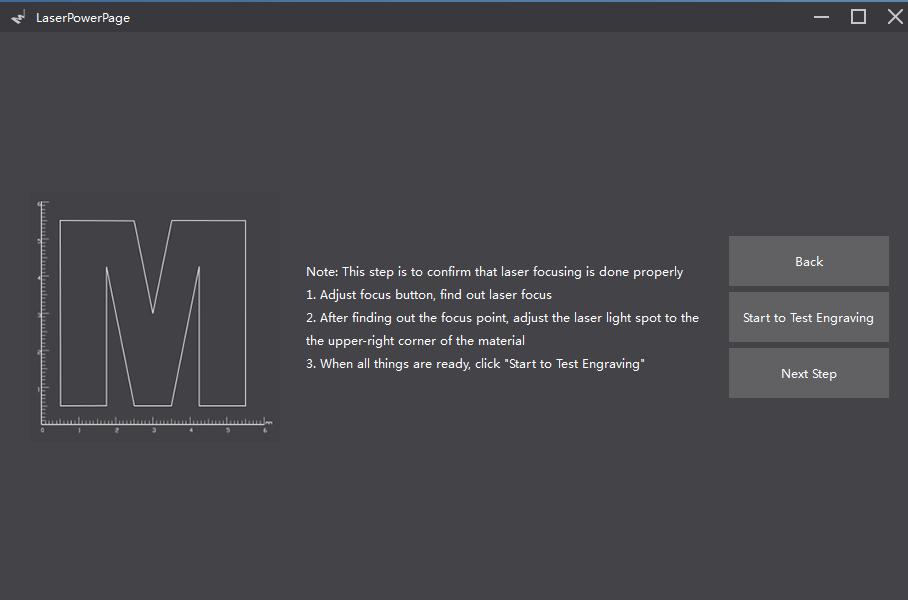 LaserPowerPage
Note: This step is to confirm that laser focusing is done properly
1. Adjust focus button, find out laser focus
2. After finding out the focus point, adjust the laser light spot to the
the upper-right corner of the material
3. When all things are ready, click "Start to Test Engraving"
Back
Start to Test Engraving
Next Step
6
5
4
3
2
1
0 1 2 3 4 5 6